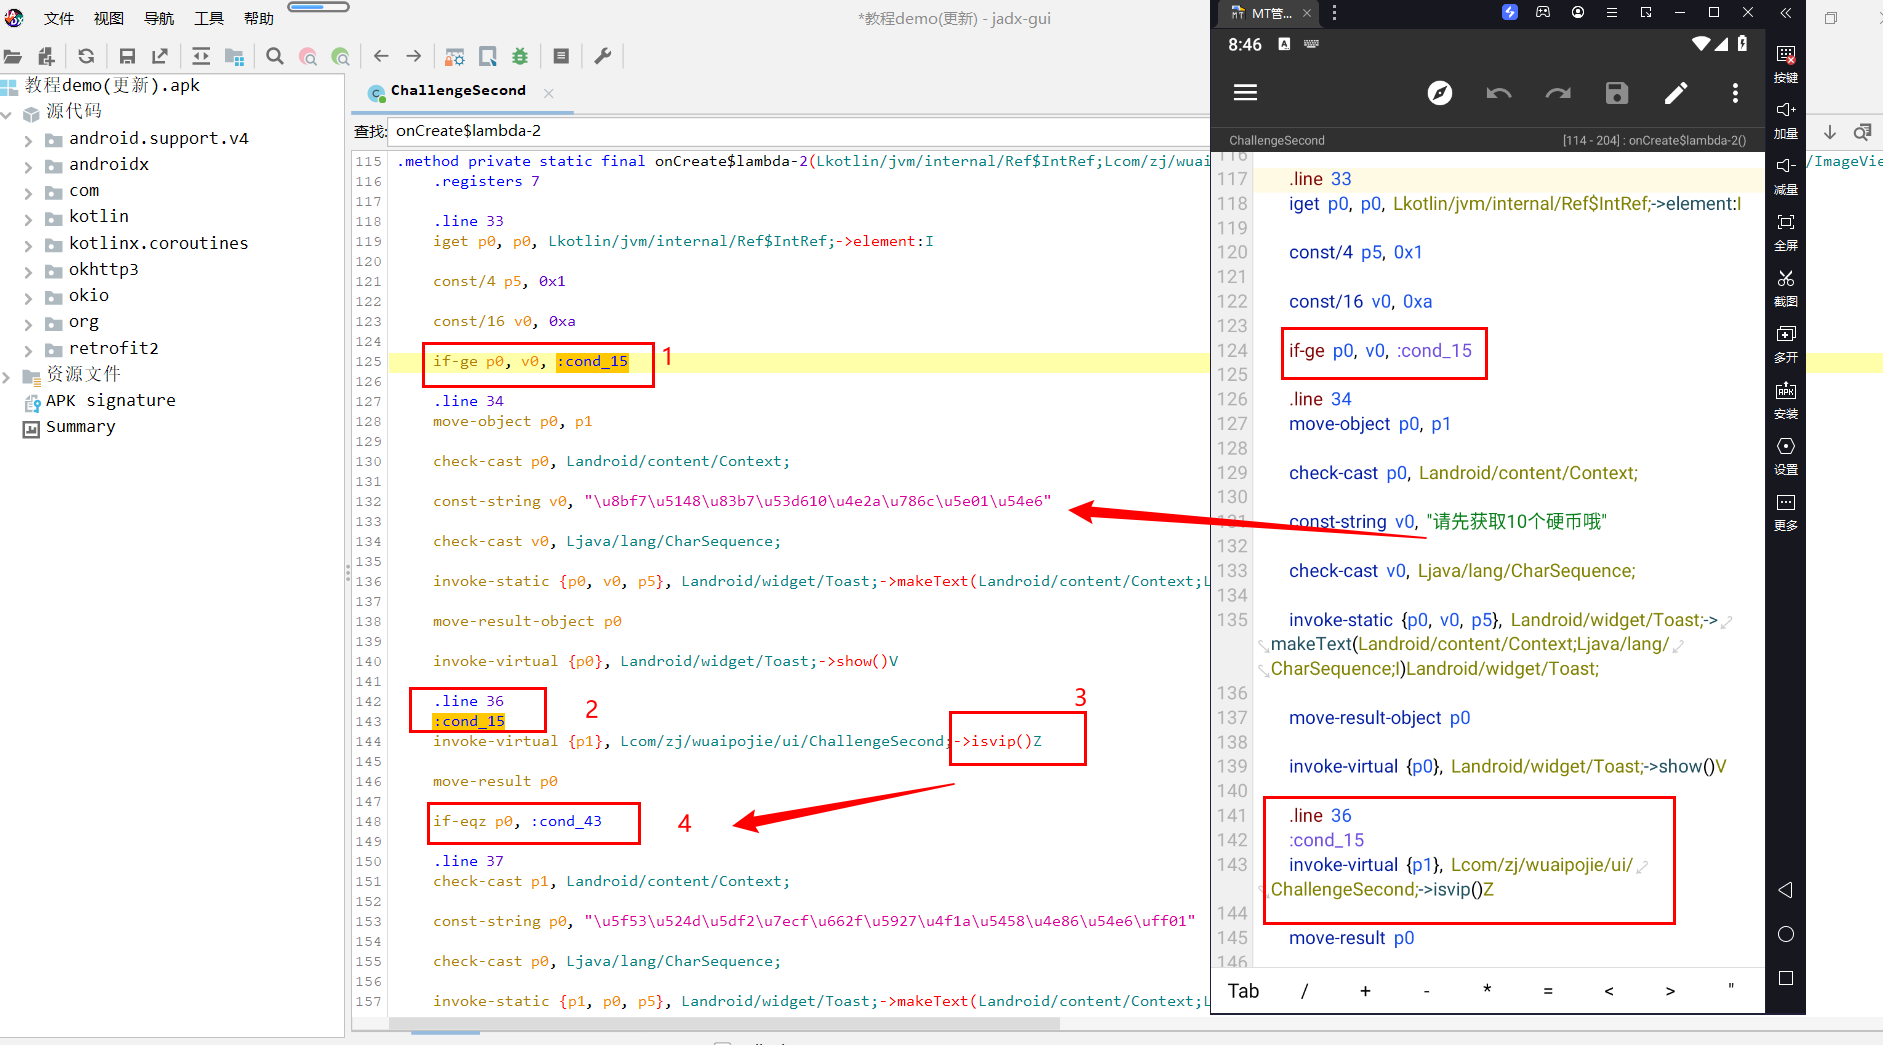 文件 视图 导航 工具 帮助
*教程demo(更新) - jadx-gui
教程demo(更新).apk
源代码
android.support.v4
androidx
com
kotlin
kotlinx.coroutines
okhttp3
okio
org
retrofit2
资源文件
APK signature
Summary
ChallengeSecond
查找: onCreate$lambda-2
115 .method private static final onCreate$lambda-2(Lkotlin/jvm/internal/Ref$IntRef;Lcom/zj/wuai
/ImageVie
116 .registers 7
117
118 .line 33
119 iget p0, p0, Lkotlin/jvm/internal/Ref$IntRef;->element:I
120
121 const/4 p5, 0x1
122
123 const/16 v0, 0xa
124
125 if-ge p0, v0, :cond_15
1
126
127 .line 34
128 move-object p0, p1
129
130 check-cast p0, Landroid/content/Context;
131
132 const-string v0, "\u8bf7\u5148\u83b7\u53d610\u4e2a\u786c\u5e01\u54e6"
133
134 check-cast v0, Ljava/lang/CharSequence;
135
136 invoke-static {p0, v0, p5}, Landroid/widget/Toast;->makeText(Landroid/content/Context;L
137
138 move-result-object p0
139
140 invoke-virtual {p0}, Landroid/widget/Toast;->show()V
141
142 .line 36
2
3
143 :cond_15
144 invoke-virtual {p1}, Lcom/zj/wuaipojie/ui/ChallengeSecond;->isvip()Z
145
146 move-result p0
147
148 if-eqz p0, :cond_43
4
149
150 .line 37
151 check-cast p1, Landroid/content/Context;
152
153 const-string p0, "\u5f53\u524d\u5df2\u7ecf\u662f\u5927\u4f1a\u5458\u4e86\u54e6\uff01"
154
155 check-cast p0, Ljava/lang/CharSequence;
156
157 invoke-static {p1, p0, p5}, Landroid/widget/Toast;->makeText(Landroid/content/Context;L
MT管...
8:46
ChallengeSecond [114 - 204] : onCreate$lambda-2()
116
117 .line 33
118 iget p0, p0, Lkotlin/jvm/internal/Ref$IntRef;->element:I
119
120 const/4 p5, 0x1
121
122 const/16 v0, 0xa
123
124 if-ge p0, v0, :cond_15
125
126 .line 34
127 move-object p0, p1
128
129 check-cast p0, Landroid/content/Context;
130
131 const-string v0, "请先获取10个硬币哦"
132
133 check-cast v0, Ljava/lang/CharSequence;
134
135 invoke-static {p0, v0, p5}, Landroid/widget/Toast;->
makeText(Landroid/content/Context;Ljava/lang/
CharSequence;I)Landroid/widget/Toast;
136
137 move-result-object p0
138
139 invoke-virtual {p0}, Landroid/widget/Toast;->show()V
140
141 .line 36
142 :cond_15
143 invoke-virtual {p1}, Lcom/zj/wuaipojie/ui/
ChallengeSecond;->isvip()Z
144
145 move-result p0
146
Tab / + - * = < > "
按键
加量
减量
全屏
截图
多开
APK
安装
设置
更多